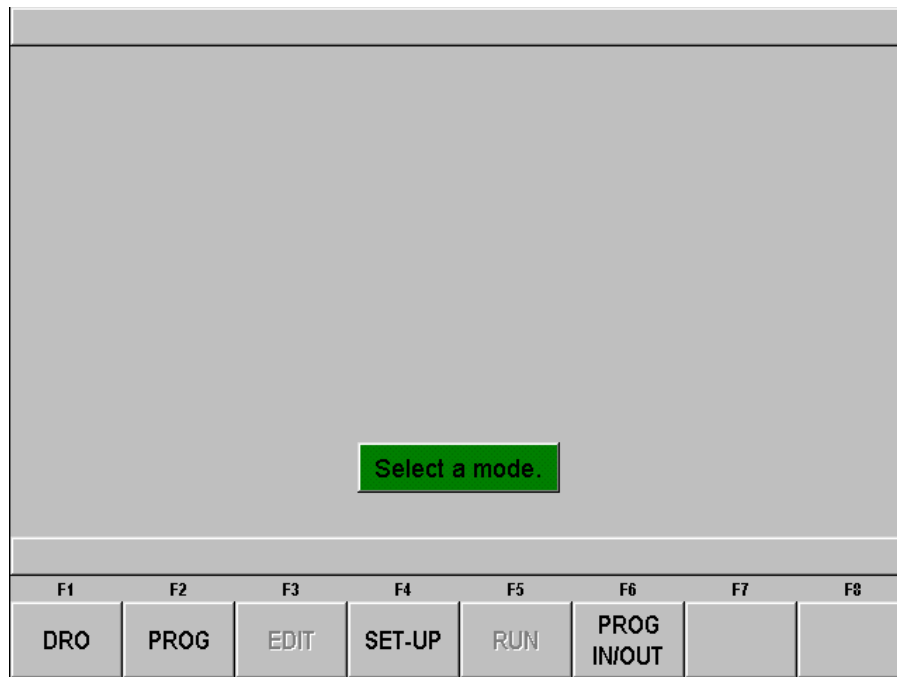 Select a mode.
F1 F2 F3 F4 F5 F6 F7 F8
DRO PROG EDIT SET-UP RUN PROG IN/OUT